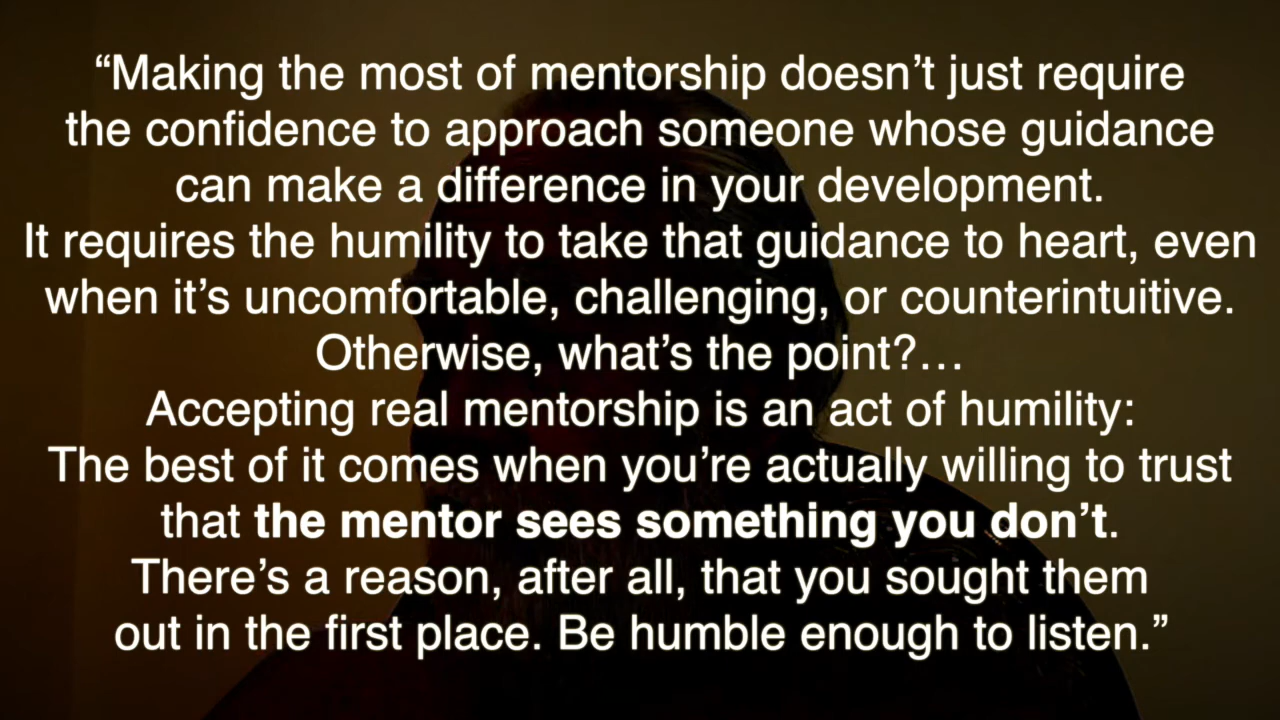 “Making the most of mentorship doesn’t just require
the confidence to approach someone whose guidance
can make a difference in your development.
It requires the humility to take that guidance to heart, even
when it’s uncomfortable, challenging, or counterintuitive.
Otherwise, what’s the point?…
Accepting real mentorship is an act of humility:
The best of it comes when you’re actually willing to trust
that the mentor sees something you don’t.
There’s a reason, after all, that you sought them
out in the first place. Be humble enough to listen.”